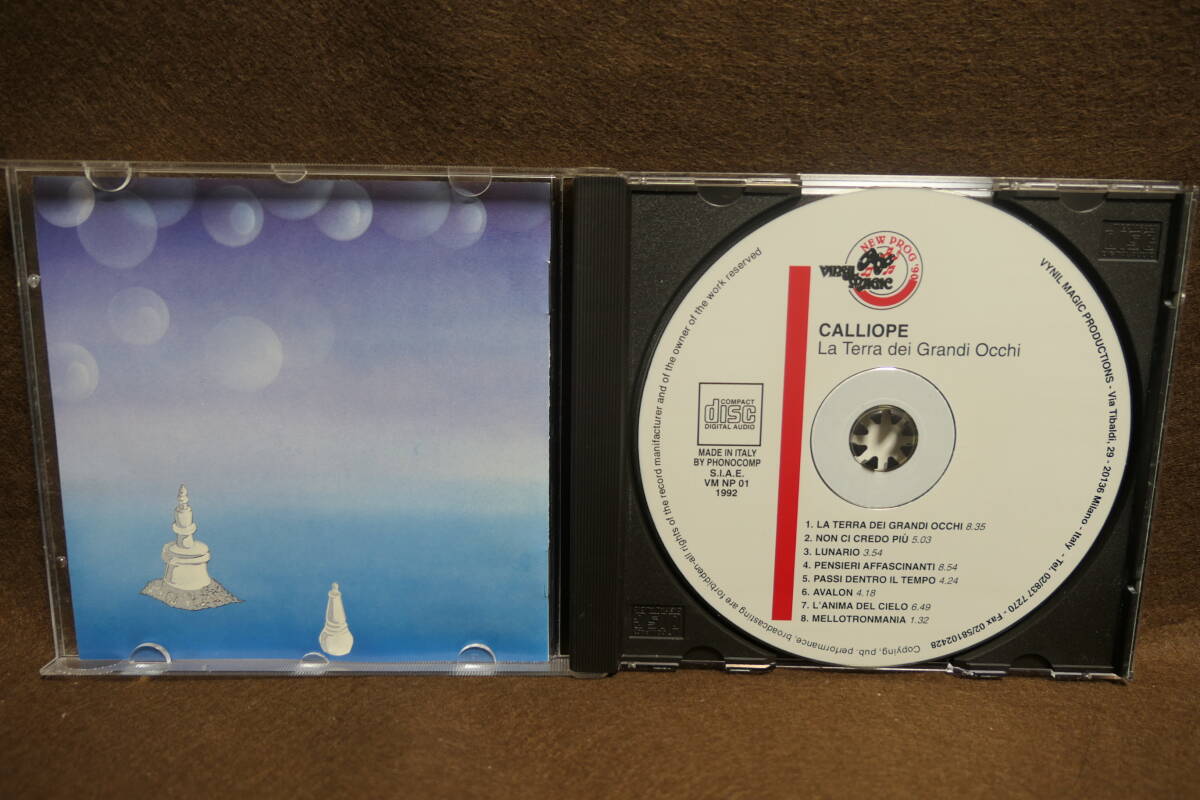 NEW PROG '90
VINYL MAGIC
CALLIOPE
La Terra dei Grandi Occhi
COMPACT
disc
DIGITAL AUDIO
MADE IN ITALY
BY PHONOCOMP
S.I.A.E.
VM NP 01
1992
1. LA TERRA DEI GRANDI OCCHI 8.35
2. NON CI CREDO PIÙ 5.03
3. LUNARIO 3.54
4. PENSIERI AFFASCINANTI 8.54
5. PASSI DENTRO IL TEMPO 4.24
6. AVALON 4.18
7. L'ANIMA DEL CIELO 6.49
8. MELLOTRONMANIA 1.32
VYNIL MAGIC PRODUCTIONS - Via Tibaldi, 29 - 20136 Milano - Italy - Tel. 02/837 7270 - Fax 02/58102428
Copying, pub. performance, broadcasting are forbidden-all rights of the record manifacturer and of the owner of the work reserved